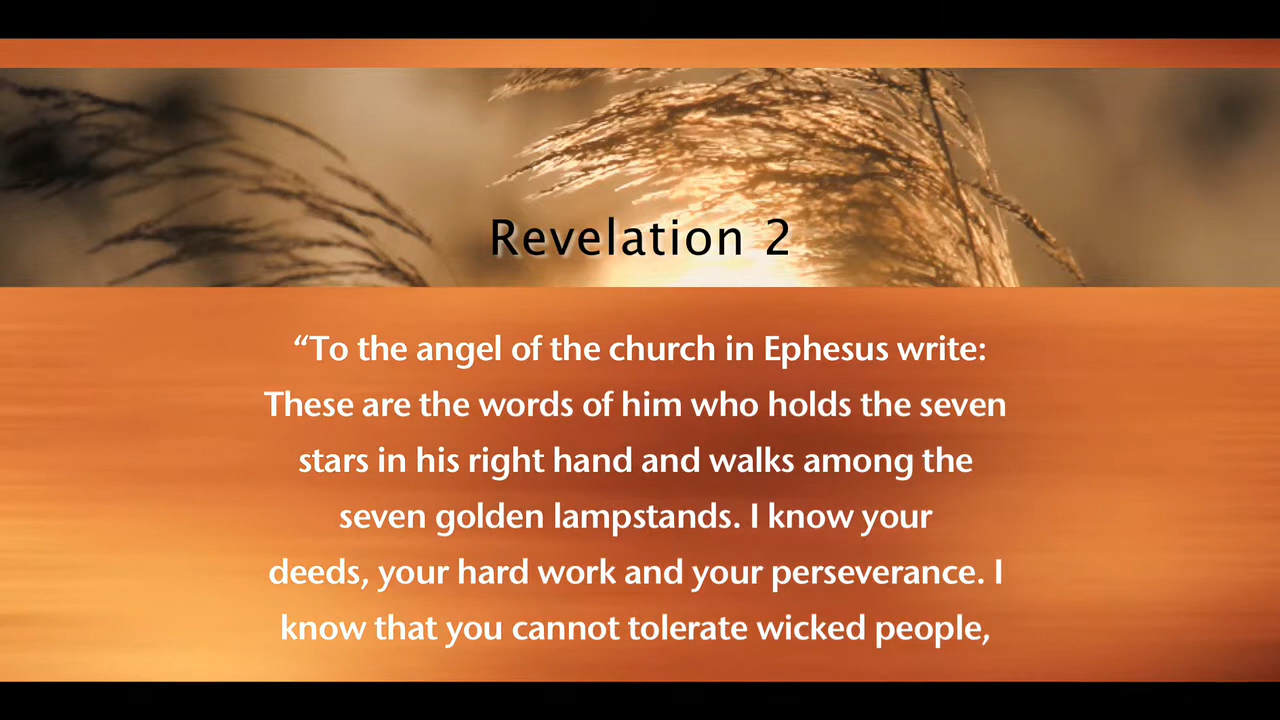 Revelation 2
“To the angel of the church in Ephesus write:
These are the words of him who holds the seven
stars in his right hand and walks among the
seven golden lampstands. I know your
deeds, your hard work and your perseverance. I
know that you cannot tolerate wicked people,